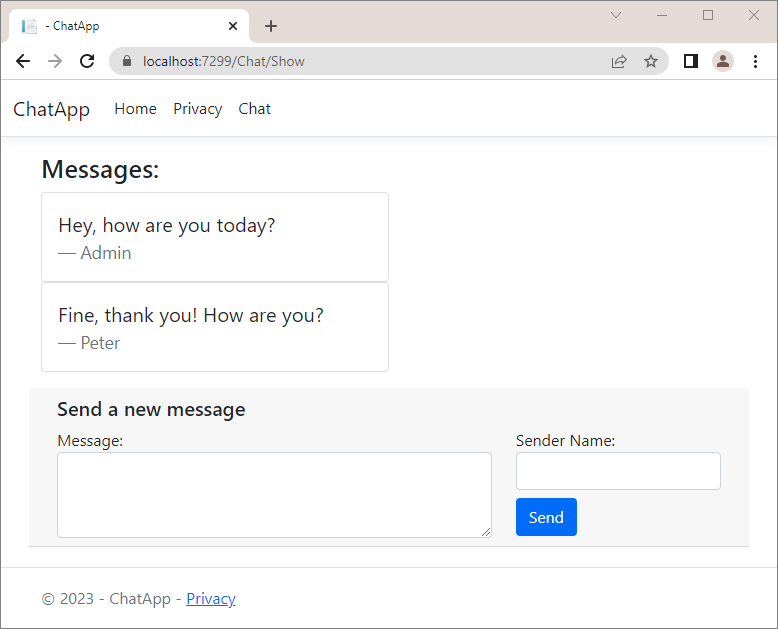 - ChatApp
localhost:7299/Chat/Show
ChatApp Home Privacy Chat
Messages:
Hey, how are you today?
— Admin
Fine, thank you! How are you?
— Peter
Send a new message
Message: Sender Name:
Send
© 2023 - ChatApp - Privacy